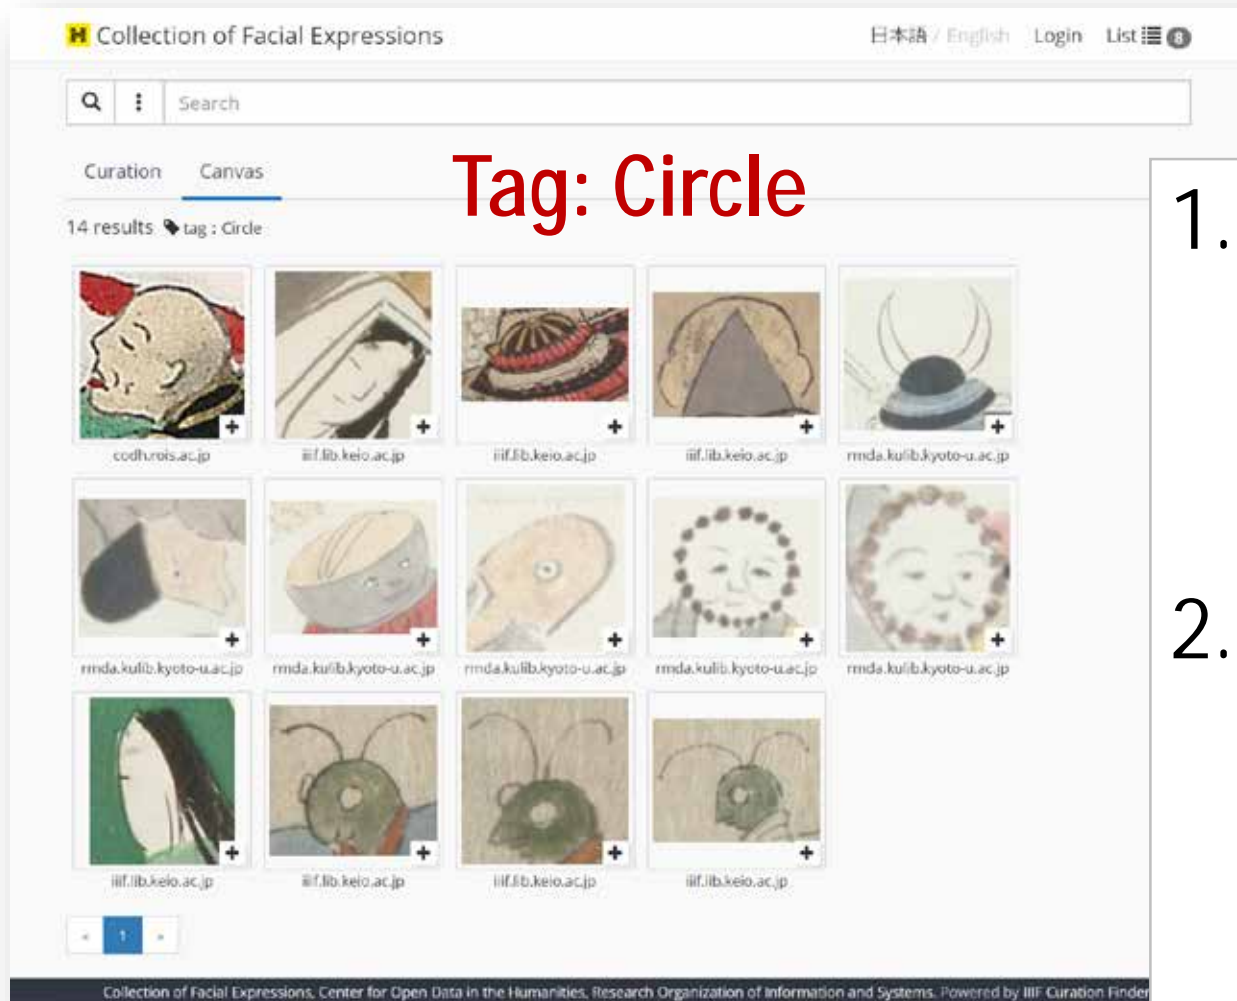 H Collection of Facial Expressions
日本語 / English Login List 8
Search
Tag: Circle
Curation Canvas
14 results tag : Circle
codh.rois.ac.jp iiif.lib.keio.ac.jp iiif.lib.keio.ac.jp iiif.lib.keio.ac.jp rmda.kulib.kyoto-u.ac.jp
rmda.kulib.kyoto-u.ac.jp rmda.kulib.kyoto-u.ac.jp rmda.kulib.kyoto-u.ac.jp rmda.kulib.kyoto-u.ac.jp rmda.kulib.kyoto-u.ac.jp
iiif.lib.keio.ac.jp iiif.lib.keio.ac.jp iiif.lib.keio.ac.jp iiif.lib.keio.ac.jp
« 1 »
Collection of Facial Expressions, Center for Open Data in the Humanities, Research Organization of Information and Systems. Powered by IIIF Curation Finder
1.
2.